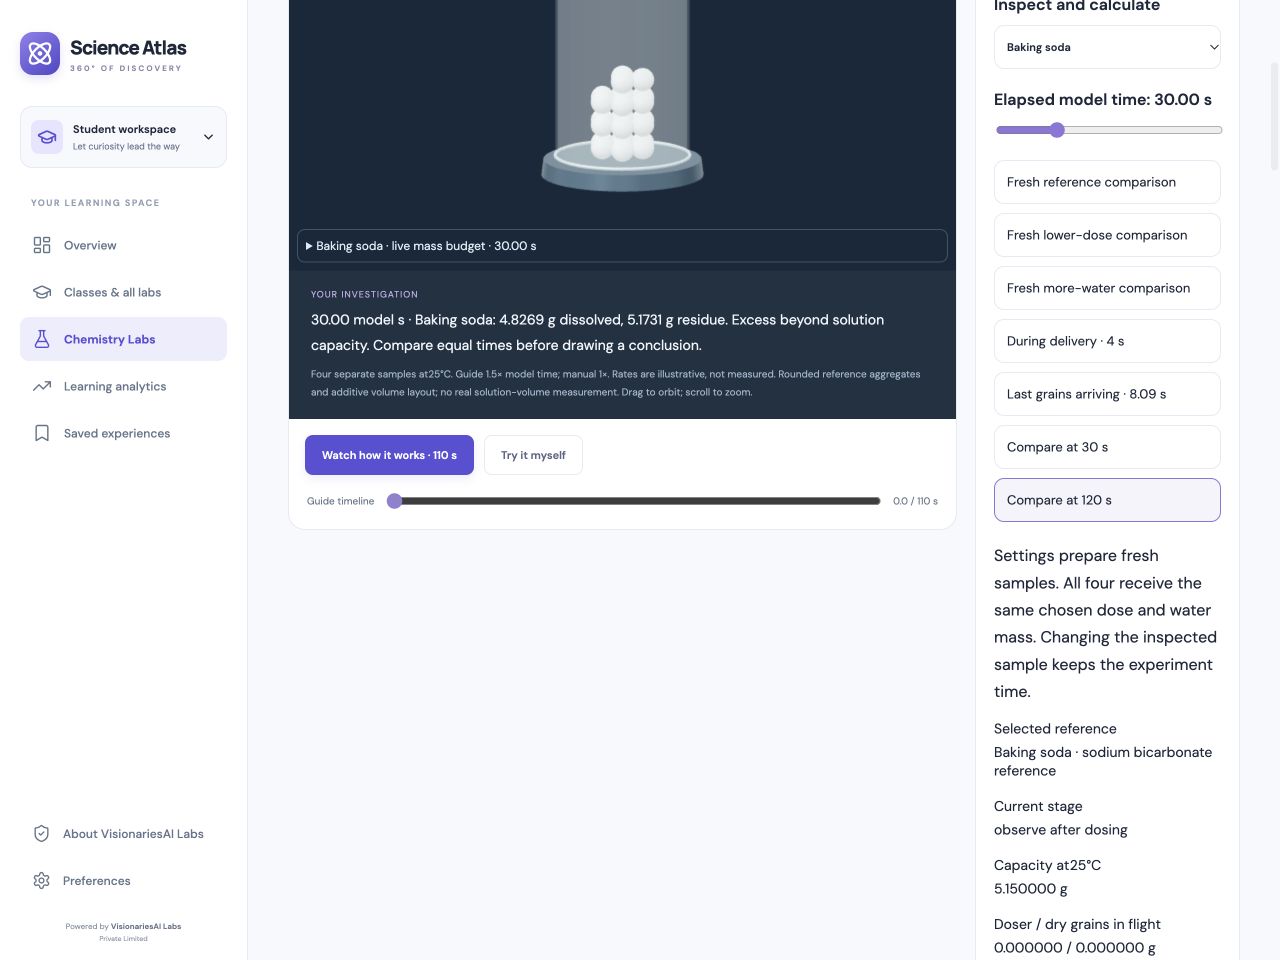 Science Atlas
360° OF DISCOVERY
Student workspace
Let curiosity lead the way
YOUR LEARNING SPACE
Overview
Classes & all labs
Chemistry Labs
Learning analytics
Saved experiences
About VisionariesAI Labs
Preferences
Powered by VisionariesAI Labs
Private Limited
Baking soda · live mass budget · 30.00 s
YOUR INVESTIGATION
30.00 model s · Baking soda: 4.8269 g dissolved, 5.1731 g residue. Excess beyond solution
capacity. Compare equal times before drawing a conclusion.
Four separate samples at25°C. Guide 1.5× model time; manual 1×. Rates are illustrative, not measured. Rounded reference aggregates
and additive volume layout; no real solution-volume measurement. Drag to orbit; scroll to zoom.
Watch how it works · 110 s
Try it myself
Guide timeline
0.0 / 110 s
Inspect and calculate
Baking soda
Elapsed model time: 30.00 s
Fresh reference comparison
Fresh lower-dose comparison
Fresh more-water comparison
During delivery · 4 s
Last grains arriving · 8.09 s
Compare at 30 s
Compare at 120 s
Settings prepare fresh
samples. All four receive the
same chosen dose and water
mass. Changing the inspected
sample keeps the experiment
time.
Selected reference
Baking soda · sodium bicarbonate
reference
Current stage
observe after dosing
Capacity at25°C
5.150000 g
Doser / dry grains in flight
0.000000 / 0.000000 g